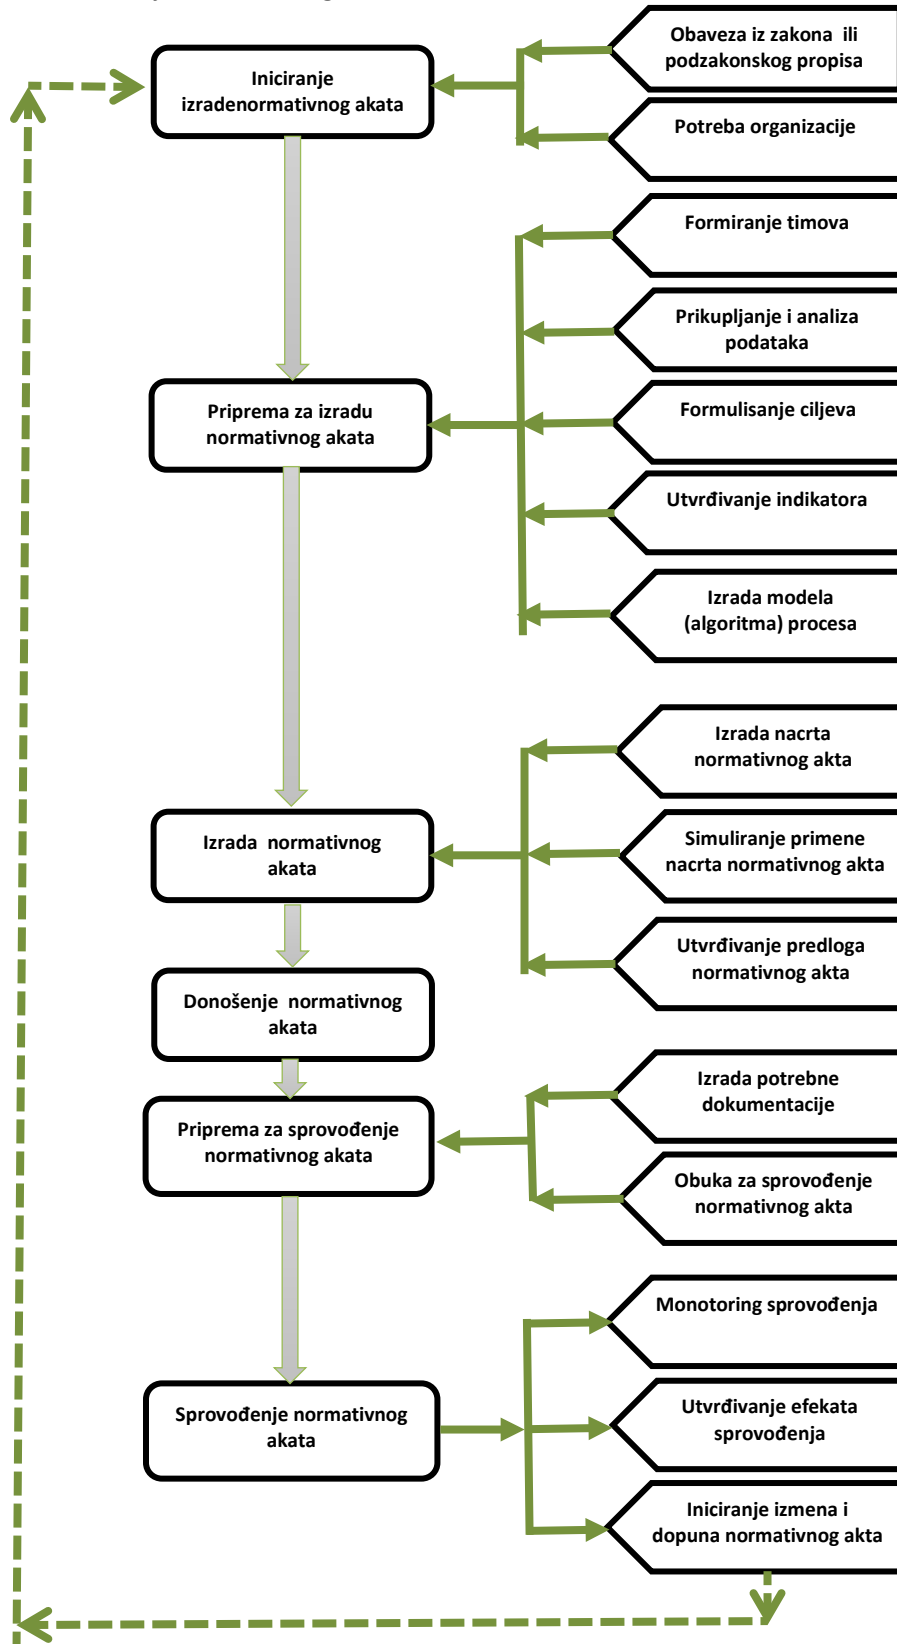 Obaveza iz zakona ili
podzakonskog propisa
Iniciranje
izradenormativnog akata
Potreba organizacije
Formiranje timova
Prikupljanje i analiza
podataka
Priprema za izradu
normativnog akata
Formulisanje ciljeva
Utvrđivanje indikatora
Izrada modela
(algoritma) procesa
Izrada nacrta
normativnog akta
Izrada normativnog
akata
Simuliranje primene
nacrta normativnog akta
Utvrđivanje predloga
normativnog akta
Donošenje normativnog
akata
Izrada potrebne
dokumentacije
Priprema za sprovođenje
normativnog akata
Obuka za sprovođenje
normativnog akta
Monotoring sprovođenja
Sprovođenje normativnog
akata
Utvrđivanje efekata
sprovođenja
Iniciranje izmena i
dopuna normativnog akta